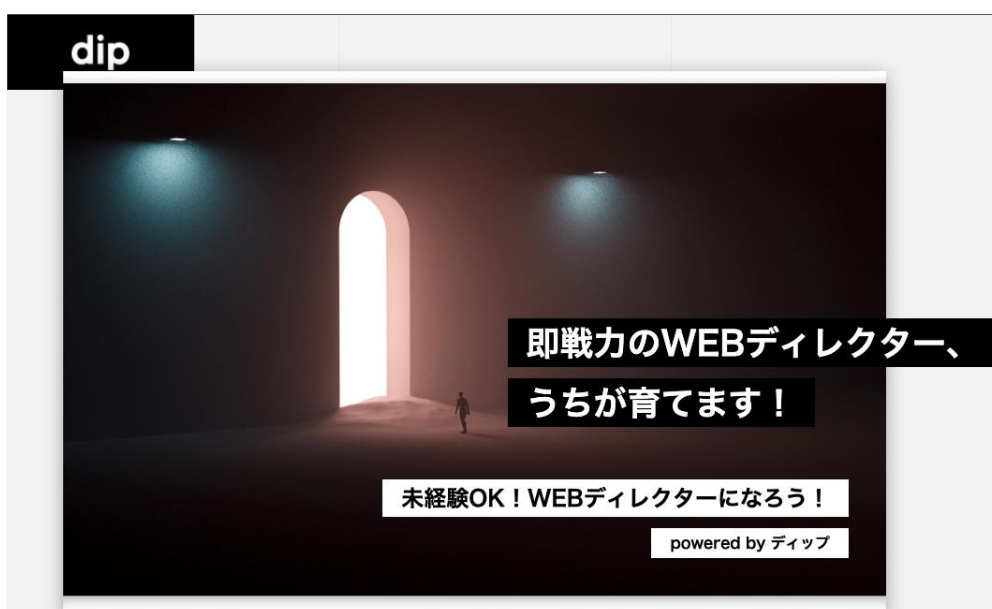 dip
即戦力のWEBディレクター、
うちが育てます！
未経験OK！WEBディレクターになろう！
powered by ディップ